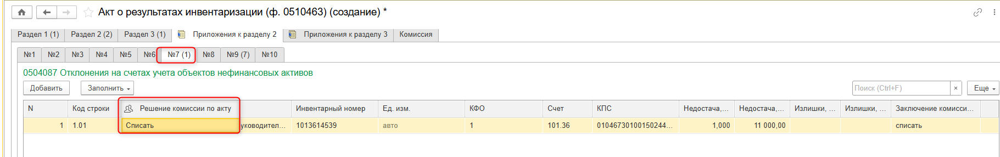 Акт о результатах инвентаризации (ф. 0510463) (создание) *
Раздел 1 (1) Раздел 2 (2) Раздел 3 (1) Приложения к разделу 2 Приложения к разделу 3 Комиссия
№1 №2 №3 №4 №5 №6 №7 (1) №8 №9 (7) №10
0504087 Отклонения на счетах учета объектов нефинансовых активов
Добавить Заполнить Поиск (Ctrl+F) × Еще
N Код строки Решение комиссии по акту Инвентарный номер Ед. изм. КФО Счет КПС Недостача,... Недостача,... Излишки, ... Излишки, ... Заключение комисси...
1 1.01 Списать уководител... 1013614539 авто 1 101.36 01046730100150244... 1,000 11 000,00 списать